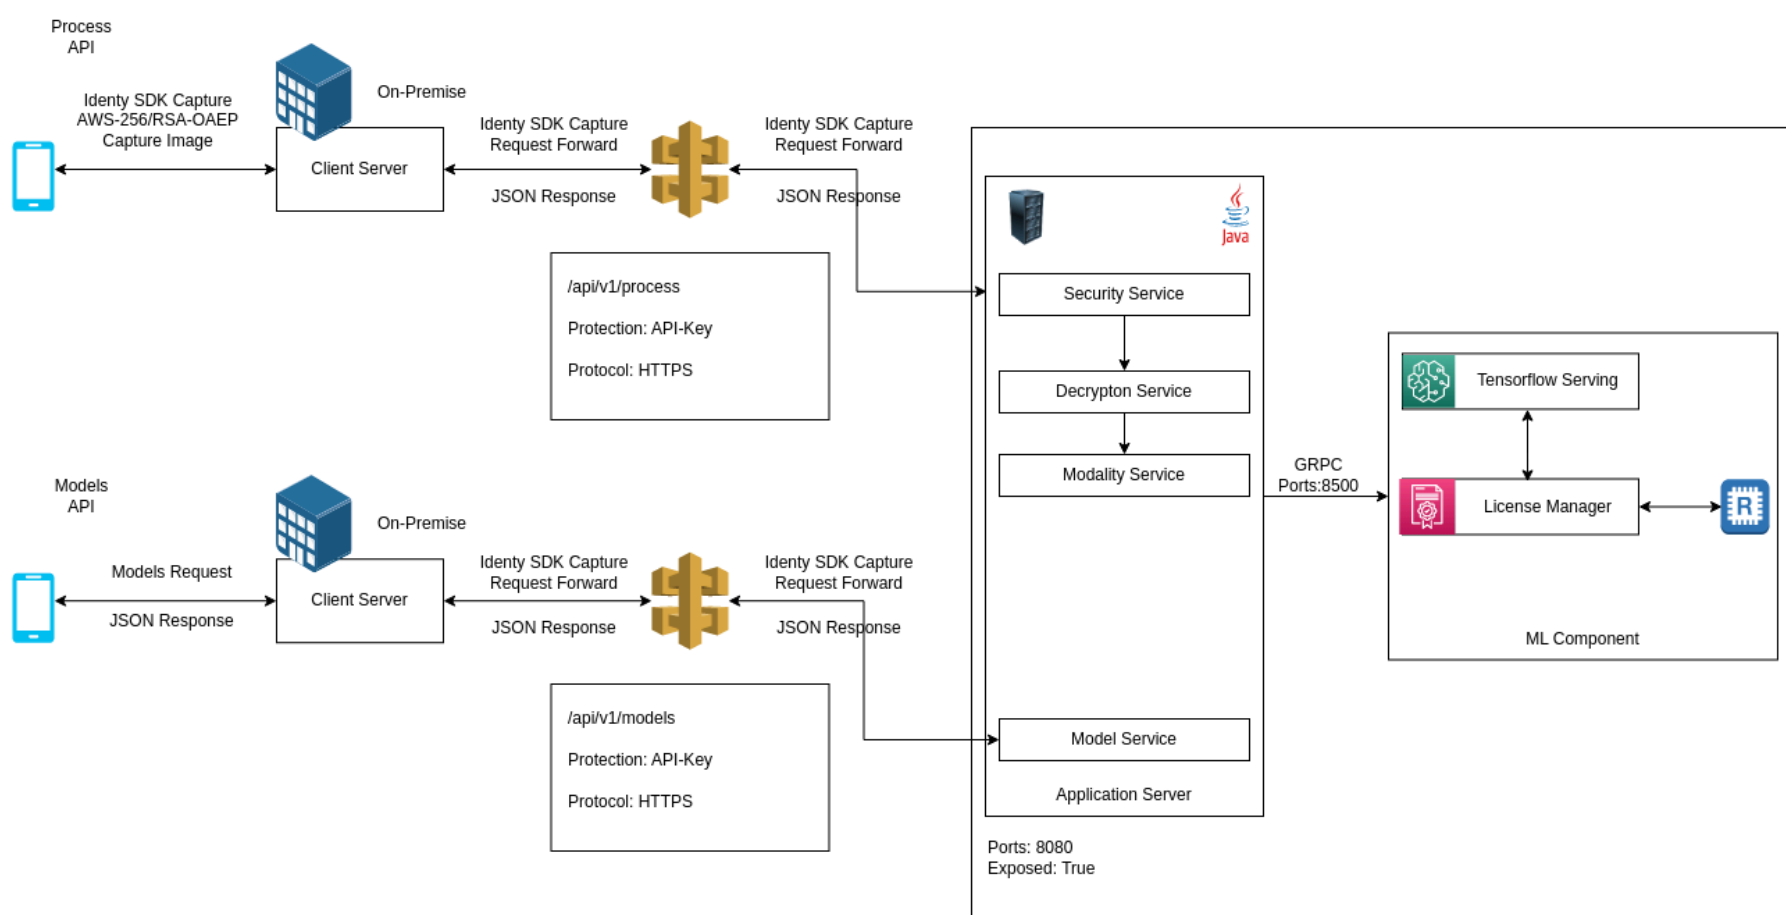 Process
API
Identy SDK Capture
AWS-256/RSA-OAEP
Capture Image
On-Premise
Client Server
Identy SDK Capture
Request Forward
JSON Response
Identy SDK Capture
Request Forward
JSON Response
/api/v1/process
Protection: API-Key
Protocol: HTTPS
Java
Security Service
Decrypton Service
Modality Service
GRPC
Ports:8500
Tensorflow Serving
License Manager
R
ML Component
Models
API
Models Request
JSON Response
On-Premise
Client Server
Identy SDK Capture
Request Forward
JSON Response
Identy SDK Capture
Request Forward
JSON Response
/api/v1/models
Protection: API-Key
Protocol: HTTPS
Model Service
Application Server
Ports: 8080
Exposed: True